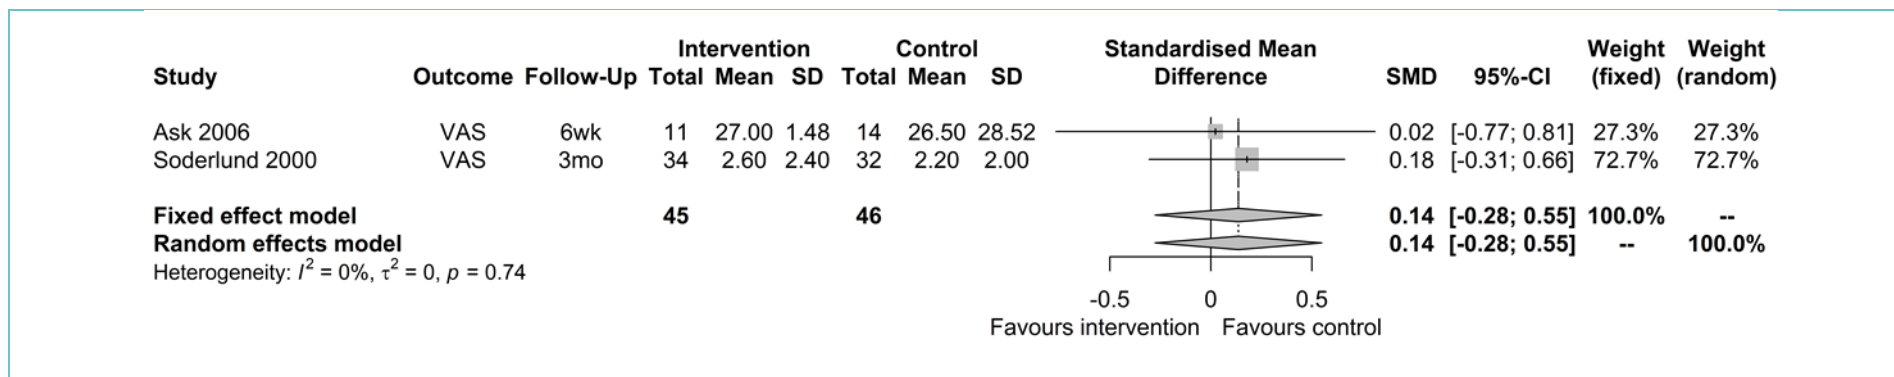 Intervention Control Standardised Mean Weight Weight
Study Outcome Follow-Up Total Mean SD Total Mean SD Difference SMD 95%-CI (fixed) (random)
Ask 2006 VAS 6wk 11 27.00 1.48 14 26.50 28.52 0.02 [-0.77; 0.81] 27.3% 27.3%
Soderlund 2000 VAS 3mo 34 2.60 2.40 32 2.20 2.00 0.18 [-0.31; 0.66] 72.7% 72.7%
Fixed effect model 45 46 0.14 [-0.28; 0.55] 100.0% --
Random effects model 0.14 [-0.28; 0.55] -- 100.0%
Heterogeneity: I² = 0%, τ² = 0, p = 0.74
-0.5 0 0.5
Favours intervention Favours control